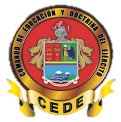 COMANDO DE EDUCACIÓN Y DOCTRINA DEL EJÉRCITO
CEDE